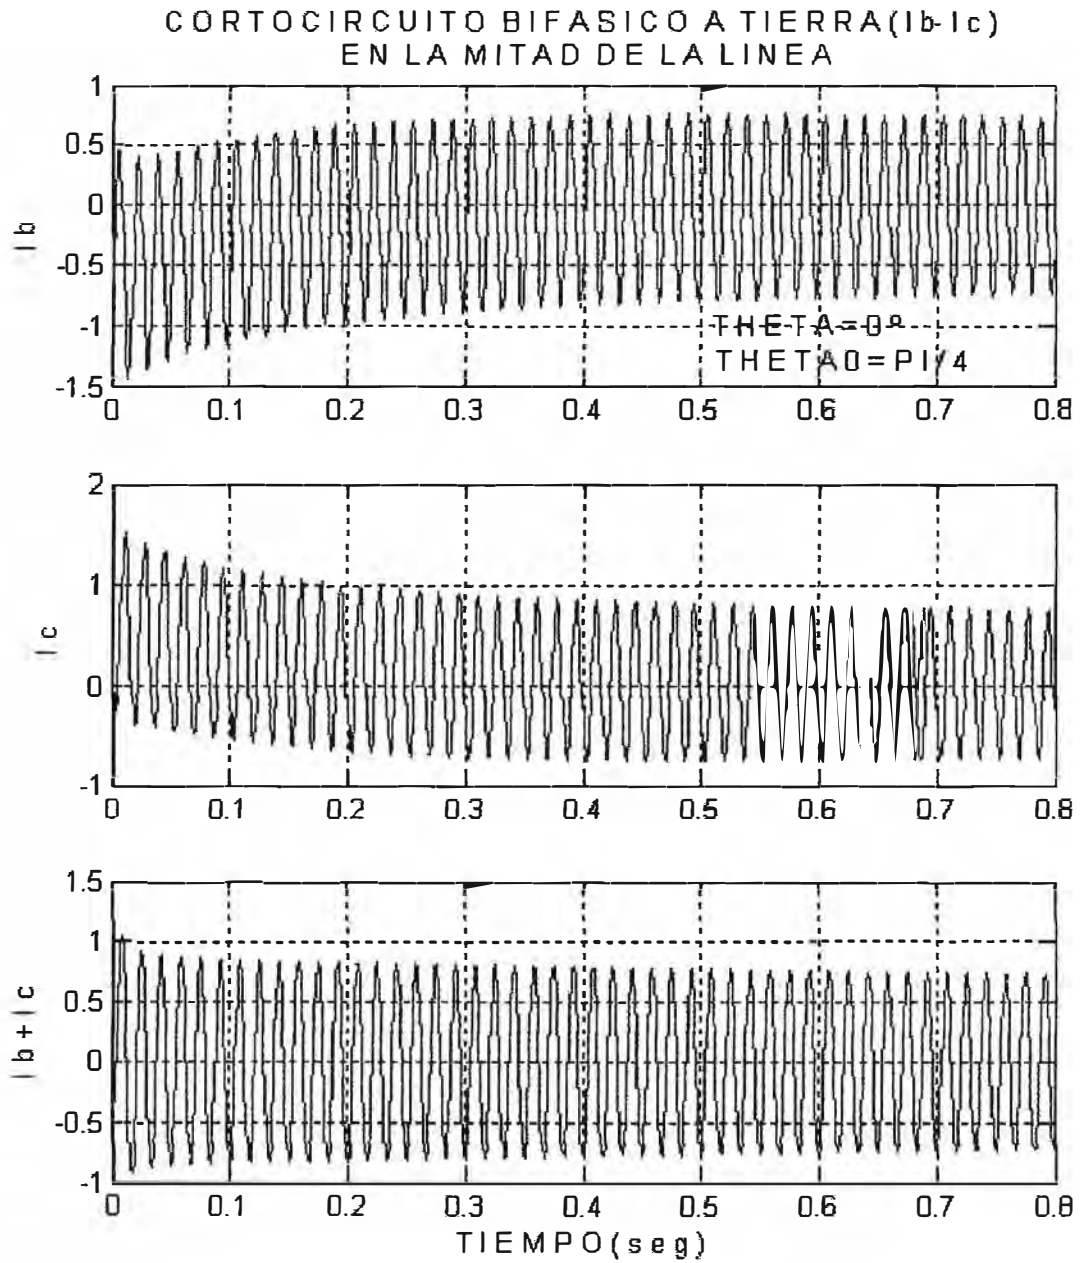 CORTOCIRCUITO BIFASICO A TIERRA(Ib-Ic)
EN LA MITAD DE LA LINEA
1
0.5
0
-0.5
-1
-1.5
Ib
THETA=0º
THETA0=PI/4
0 0.1 0.2 0.3 0.4 0.5 0.6 0.7 0.8
2
1
0
-1
Ic
0 0.1 0.2 0.3 0.4 0.5 0.6 0.7 0.8
1.5
1
0.5
0
-0.5
-1
Ib+Ic
0 0.1 0.2 0.3 0.4 0.5 0.6 0.7 0.8
TIEMPO(seg)